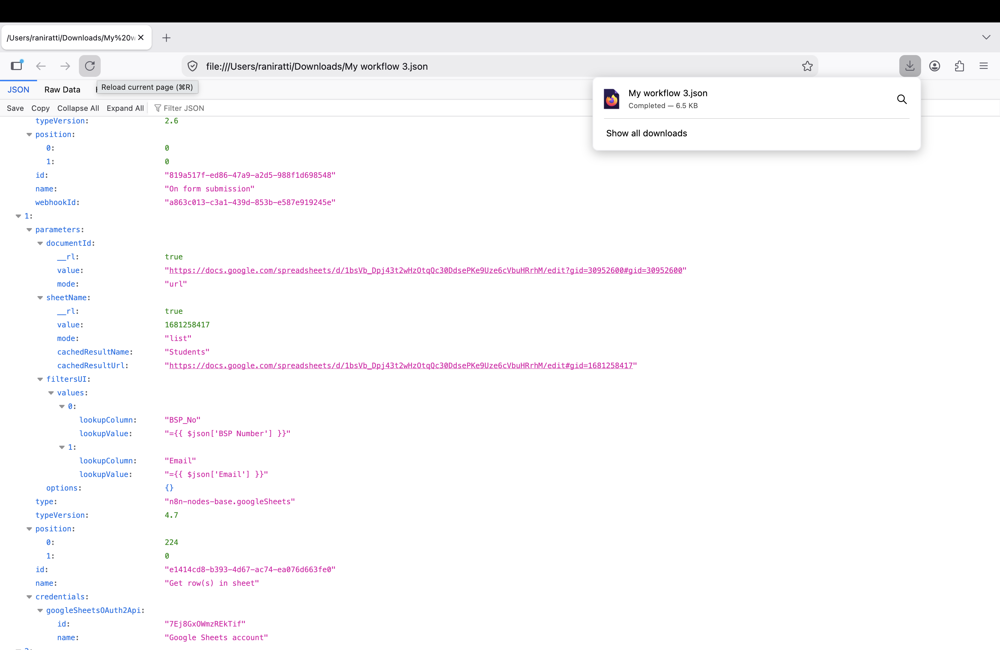 /Users/raniratti/Downloads/My%20w
file:///Users/raniratti/Downloads/My workflow 3.json
JSON Raw Data
Reload current page (⌘R)
My workflow 3.json
Completed — 6.5 KB
Show all downloads
Save Copy Collapse All Expand All Filter JSON
typeVersion: 2.6
position:
0: 0
1: 0
id: "819a517f-ed86-47a9-a2d5-988f1d698548"
name: "On form submission"
webhookId: "a863c013-c3a1-439d-853b-e587e919245e"
1:
parameters:
documentId:
__rl: true
value: "https://docs.google.com/spreadsheets/d/1bsVb_Dpj43t2wHzOtqQc30DdsePKe9Uze6cVbuHRrhM/edit?gid=30952600#gid=30952600"
mode: "url"
sheetName:
__rl: true
value: 1681258417
mode: "list"
cachedResultName: "Students"
cachedResultUrl: "https://docs.google.com/spreadsheets/d/1bsVb_Dpj43t2wHzOtqQc30DdsePKe9Uze6cVbuHRrhM/edit#gid=1681258417"
filtersUI:
values:
0:
lookupColumn: "BSP_No"
lookupValue: "={{ $json['BSP Number'] }}"
1:
lookupColumn: "Email"
lookupValue: "={{ $json['Email'] }}"
options: {}
type: "n8n-nodes-base.googleSheets"
typeVersion: 4.7
position:
0: 224
1: 0
id: "e1414cd8-b393-4d67-ac74-ea076d663fe0"
name: "Get row(s) in sheet"
credentials:
googleSheetsOAuth2Api:
id: "7Ej8GxOWmzREkTif"
name: "Google Sheets account"